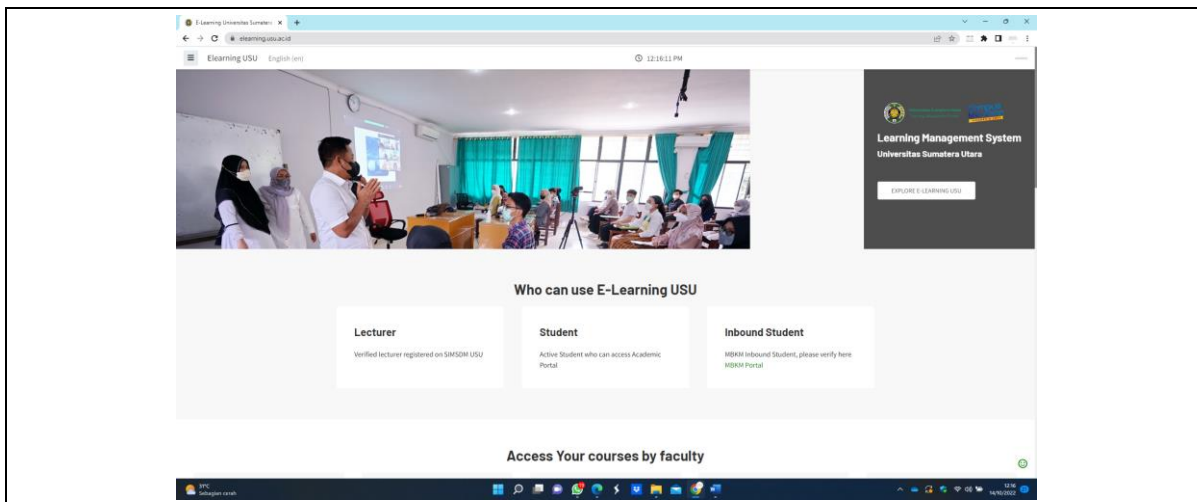 E-Learning Universitas Sumatera
elearning.usu.ac.id
Elearning USU English (en)
12:16:11 PM
Learning Management System
Universitas Sumatera Utara
EXPLORE E-LEARNING USU
Who can use E-Learning USU
Lecturer
Verified lecturer registered on SIMSDM USU
Student
Active Student who can access Academic
Portal
Inbound Student
MBKM Inbound Student, please verify here
MBKM Portal
Access Your courses by faculty
31°C
Sebagian cerah
12:16
14/10/2022